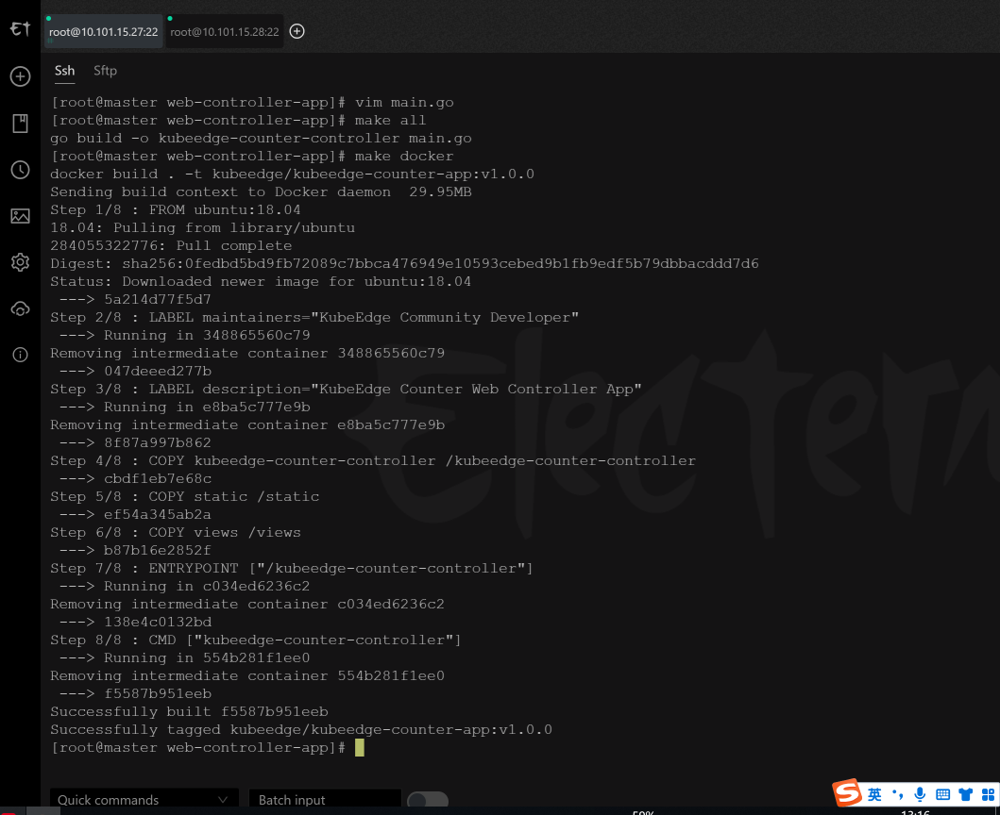 root@10.101.15.27:22
root@10.101.15.28:22
Ssh
Sftp
[root@master web-controller-app]# vim main.go
[root@master web-controller-app]# make all
go build -o kubeedge-counter-controller main.go
[root@master web-controller-app]# make docker
docker build . -t kubeedge/kubeedge-counter-app:v1.0.0
Sending build context to Docker daemon  29.95MB
Step 1/8 : FROM ubuntu:18.04
18.04: Pulling from library/ubuntu
284055322776: Pull complete
Digest: sha256:0fedbd5bd9fb72089c7bbca476949e10593cebed9b1fb9edf5b79dbbacddd7d6
Status: Downloaded newer image for ubuntu:18.04
 ---> 5a214d77f5d7
Step 2/8 : LABEL maintainers="KubeEdge Community Developer"
 ---> Running in 348865560c79
Removing intermediate container 348865560c79
 ---> 047deeed277b
Step 3/8 : LABEL description="KubeEdge Counter Web Controller App"
 ---> Running in e8ba5c777e9b
Removing intermediate container e8ba5c777e9b
 ---> 8f87a997b862
Step 4/8 : COPY kubeedge-counter-controller /kubeedge-counter-controller
 ---> cbdf1eb7e68c
Step 5/8 : COPY static /static
 ---> ef54a345ab2a
Step 6/8 : COPY views /views
 ---> b87b16e2852f
Step 7/8 : ENTRYPOINT ["/kubeedge-counter-controller"]
 ---> Running in c034ed6236c2
Removing intermediate container c034ed6236c2
 ---> 138e4c0132bd
Step 8/8 : CMD ["kubeedge-counter-controller"]
 ---> Running in 554b281f1ee0
Removing intermediate container 554b281f1ee0
 ---> f5587b951eeb
Successfully built f5587b951eeb
Successfully tagged kubeedge/kubeedge-counter-app:v1.0.0
[root@master web-controller-app]#
Quick commands
Batch input
英